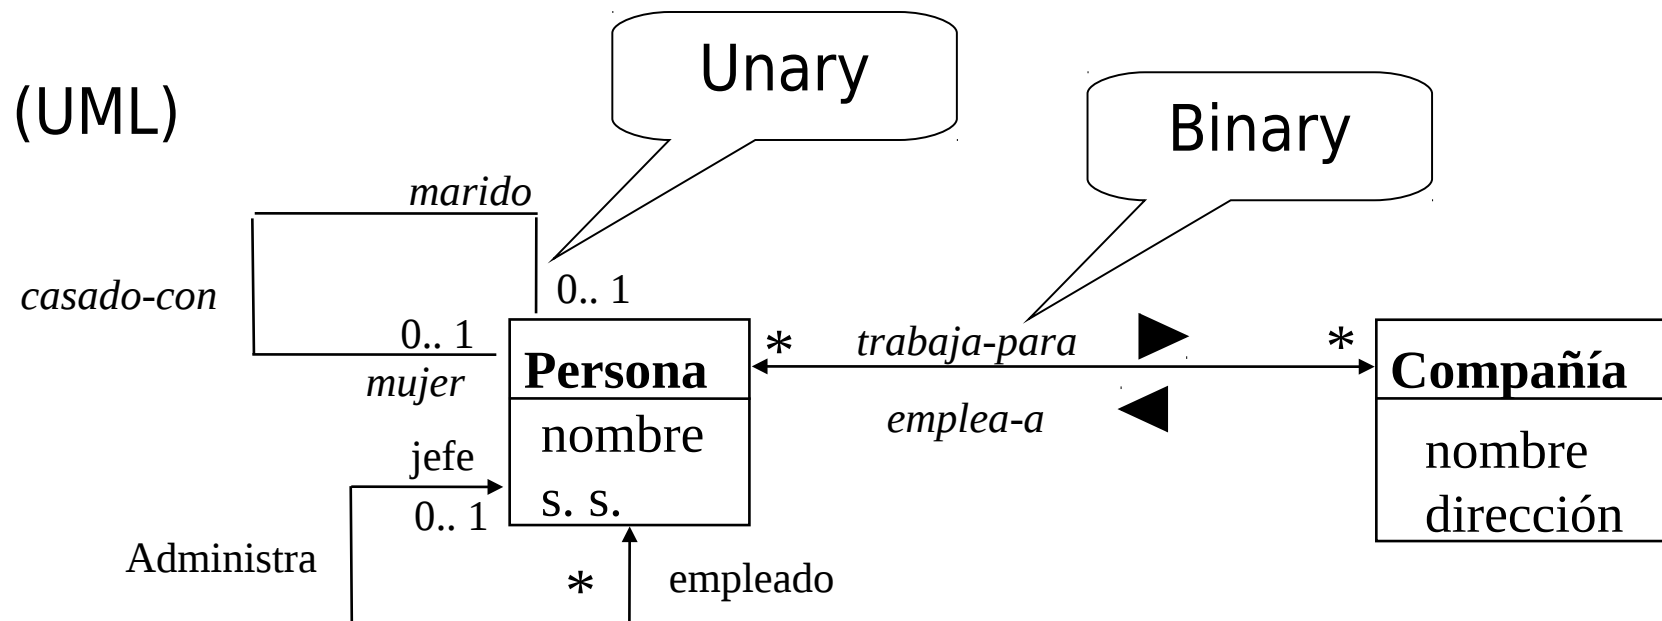 Unary
(UML)
Binary
marido
casado-con
0.. 1
0.. 1
mujer
Persona
nombre
s. s.
* trabaja-para *
emplea-a
Compañía
nombre
dirección
jefe
0.. 1
Administra
* empleado